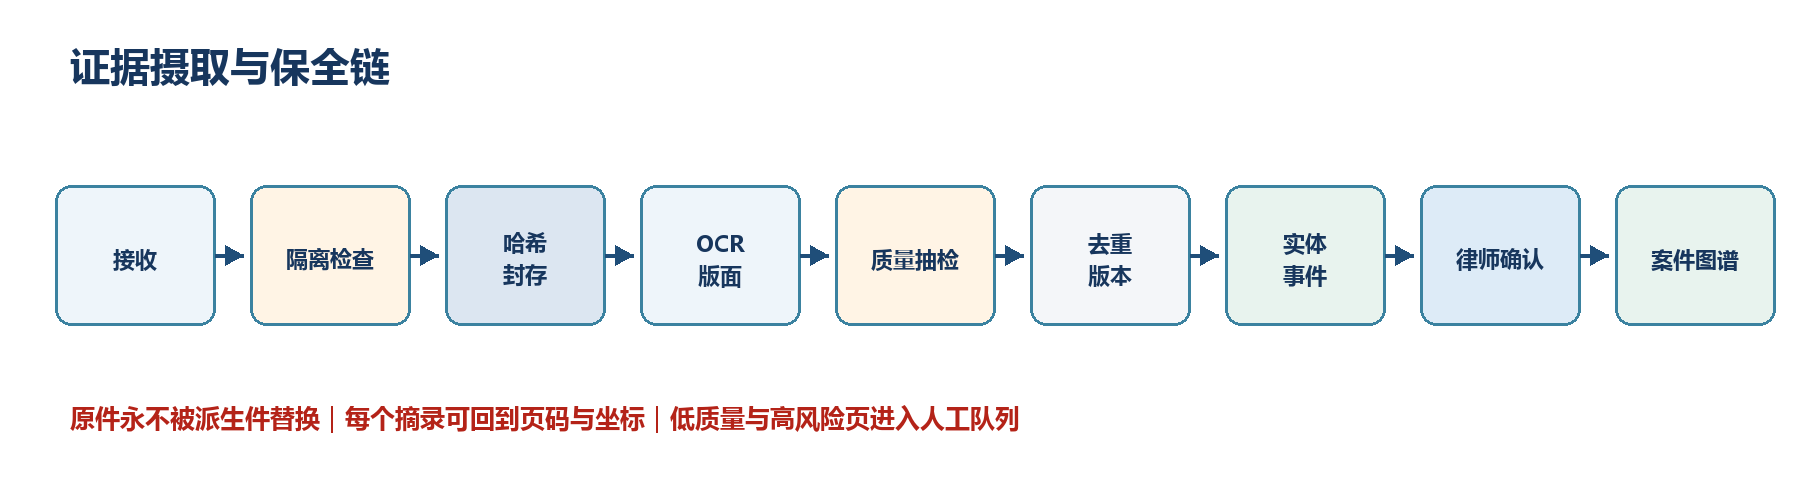 证据摄取与保全链
接收
隔离检查
哈希
封存
OCR
版面
质量抽检
去重
版本
实体
事件
律师确认
案件图谱
原件永不被派生件替换｜每个摘录可回到页码与坐标｜低质量与高风险页进入人工队列